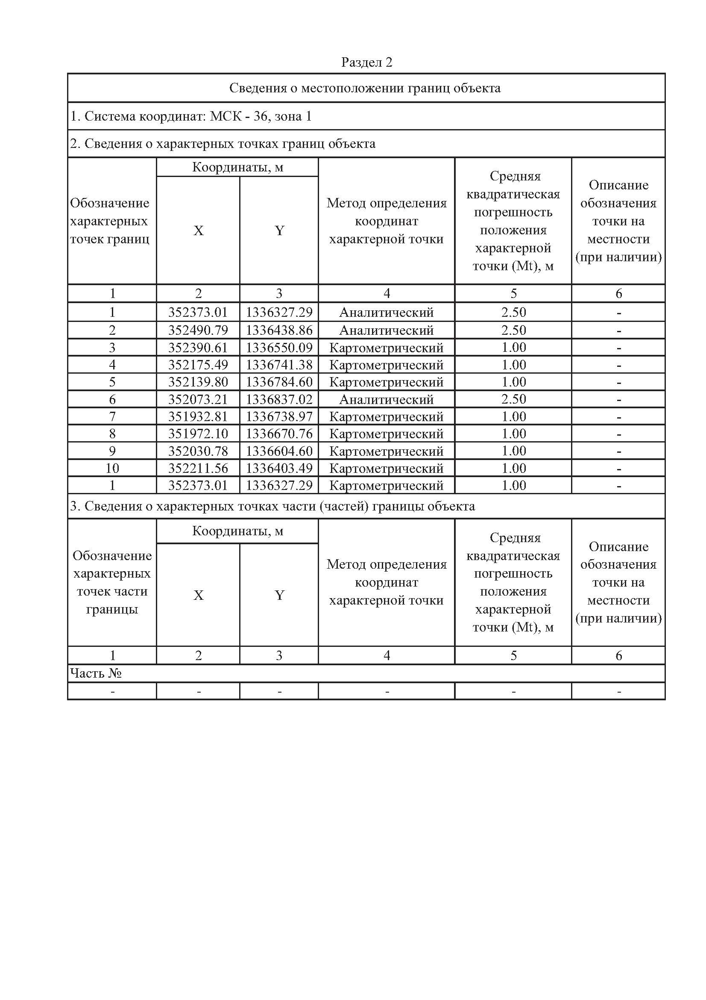 Раздел 2
Сведения о местоположении границ объекта
1. Система координат: МСК - 36, зона 1
2. Сведения о характерных точках границ объекта
Обозначение
характерных
точек границ
Координаты, м
X Y
Метод определения
координат
характерной точки
Средняя
квадратическая
погрешность
положения
характерной
точки (Mt), м
Описание
обозначения
точки на
местности
(при наличии)
1 2 3 4 5 6
1 352373.01 1336327.29 Аналитический 2.50 -
2 352490.79 1336438.86 Аналитический 2.50 -
3 352390.61 1336550.09 Картометрический 1.00 -
4 352175.49 1336741.38 Картометрический 1.00 -
5 352139.80 1336784.60 Картометрический 1.00 -
6 352073.21 1336837.02 Аналитический 2.50 -
7 351932.81 1336738.97 Картометрический 1.00 -
8 351972.10 1336670.76 Картометрический 1.00 -
9 352030.78 1336604.60 Картометрический 1.00 -
10 352211.56 1336403.49 Картометрический 1.00 -
1 352373.01 1336327.29 Картометрический 1.00 -
3. Сведения о характерных точках части (частей) границы объекта
Обозначение
характерных
точек части
границы
Координаты, м
X Y
Метод определения
координат
характерной точки
Средняя
квадратическая
погрешность
положения
характерной
точки (Mt), м
Описание
обозначения
точки на
местности
(при наличии)
1 2 3 4 5 6
Часть №
- - - - - -